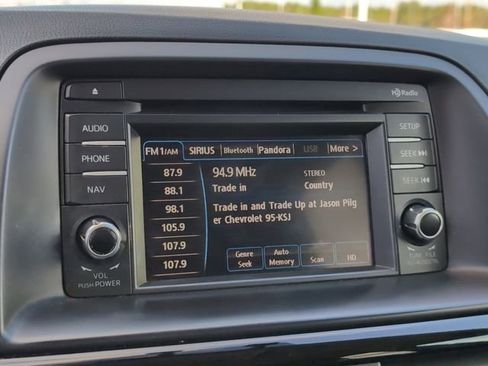 HD Radio
AUDIO
PHONE
NAV
VOL
PUSH POWER
SETUP
SEEK
SEEK
TUNE FILE
FM1/AM SIRIUS Bluetooth Pandora USB More >
87.9
88.1
98.1
105.9
107.9
107.9
94.9 MHz STEREO
Trade in Country
Trade in and Trade Up at Jason Pilg
er Chevrolet 95-KSJ
Genre
Seek
Auto
Memory
Scan
HD